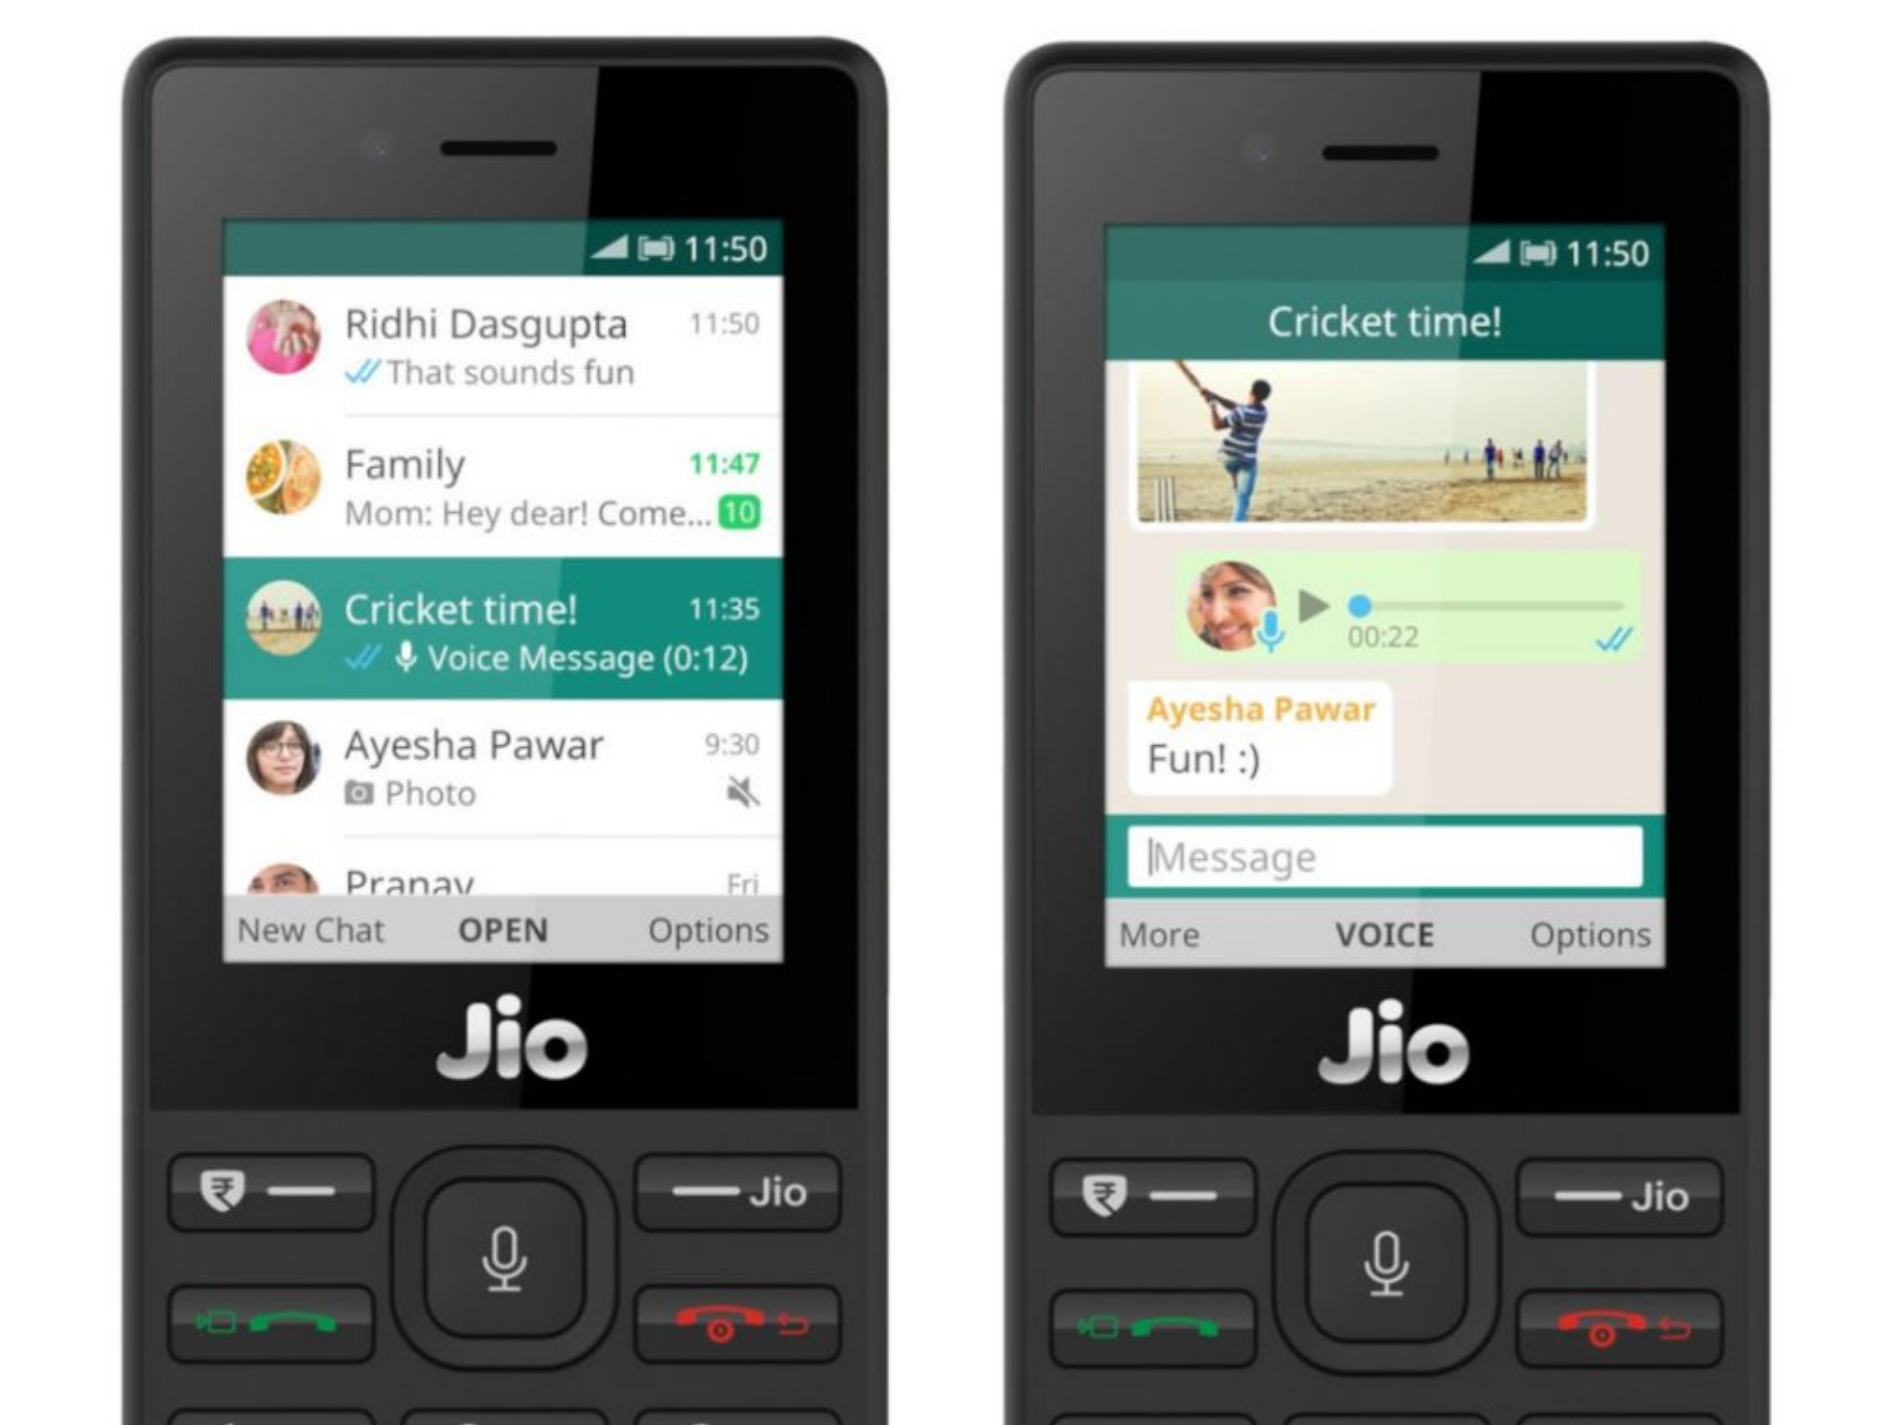 11:50
Ridhi Dasgupta 11:50
That sounds fun
Family 11:47
Mom: Hey dear! Come... 10
Cricket time! 11:35
Voice Message (0:12)
Ayesha Pawar 9:30
Photo
Pranav Fri
New Chat OPEN Options
Jio
₹ Jio
11:50
Cricket time!
00:22
Ayesha Pawar
Fun! :)
Message
More VOICE Options
Jio
₹ Jio